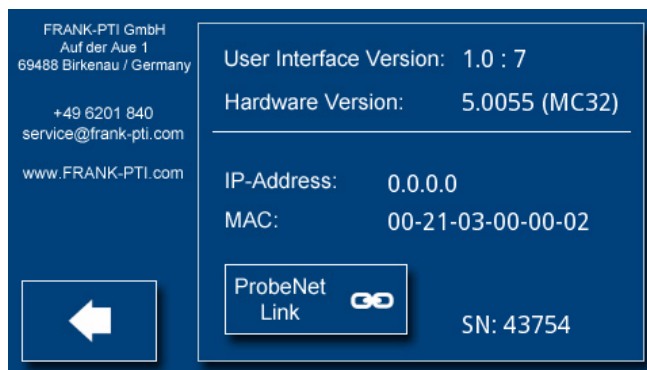 FRANK-PTI GmbH
Auf der Aue 1
69488 Birkenau / Germany
+49 6201 840
service@frank-pti.com
www.FRANK-PTI.com
User Interface Version: 1.0 : 7
Hardware Version: 5.0055 (MC32)
IP-Address: 0.0.0.0
MAC: 00-21-03-00-00-02
ProbeNet
Link
SN: 43754